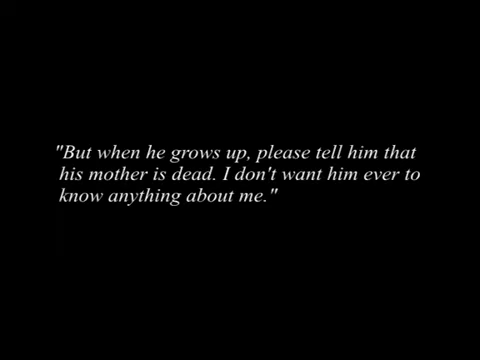 "But when he grows up, please tell him that
his mother is dead. I don't want him ever to
know anything about me."